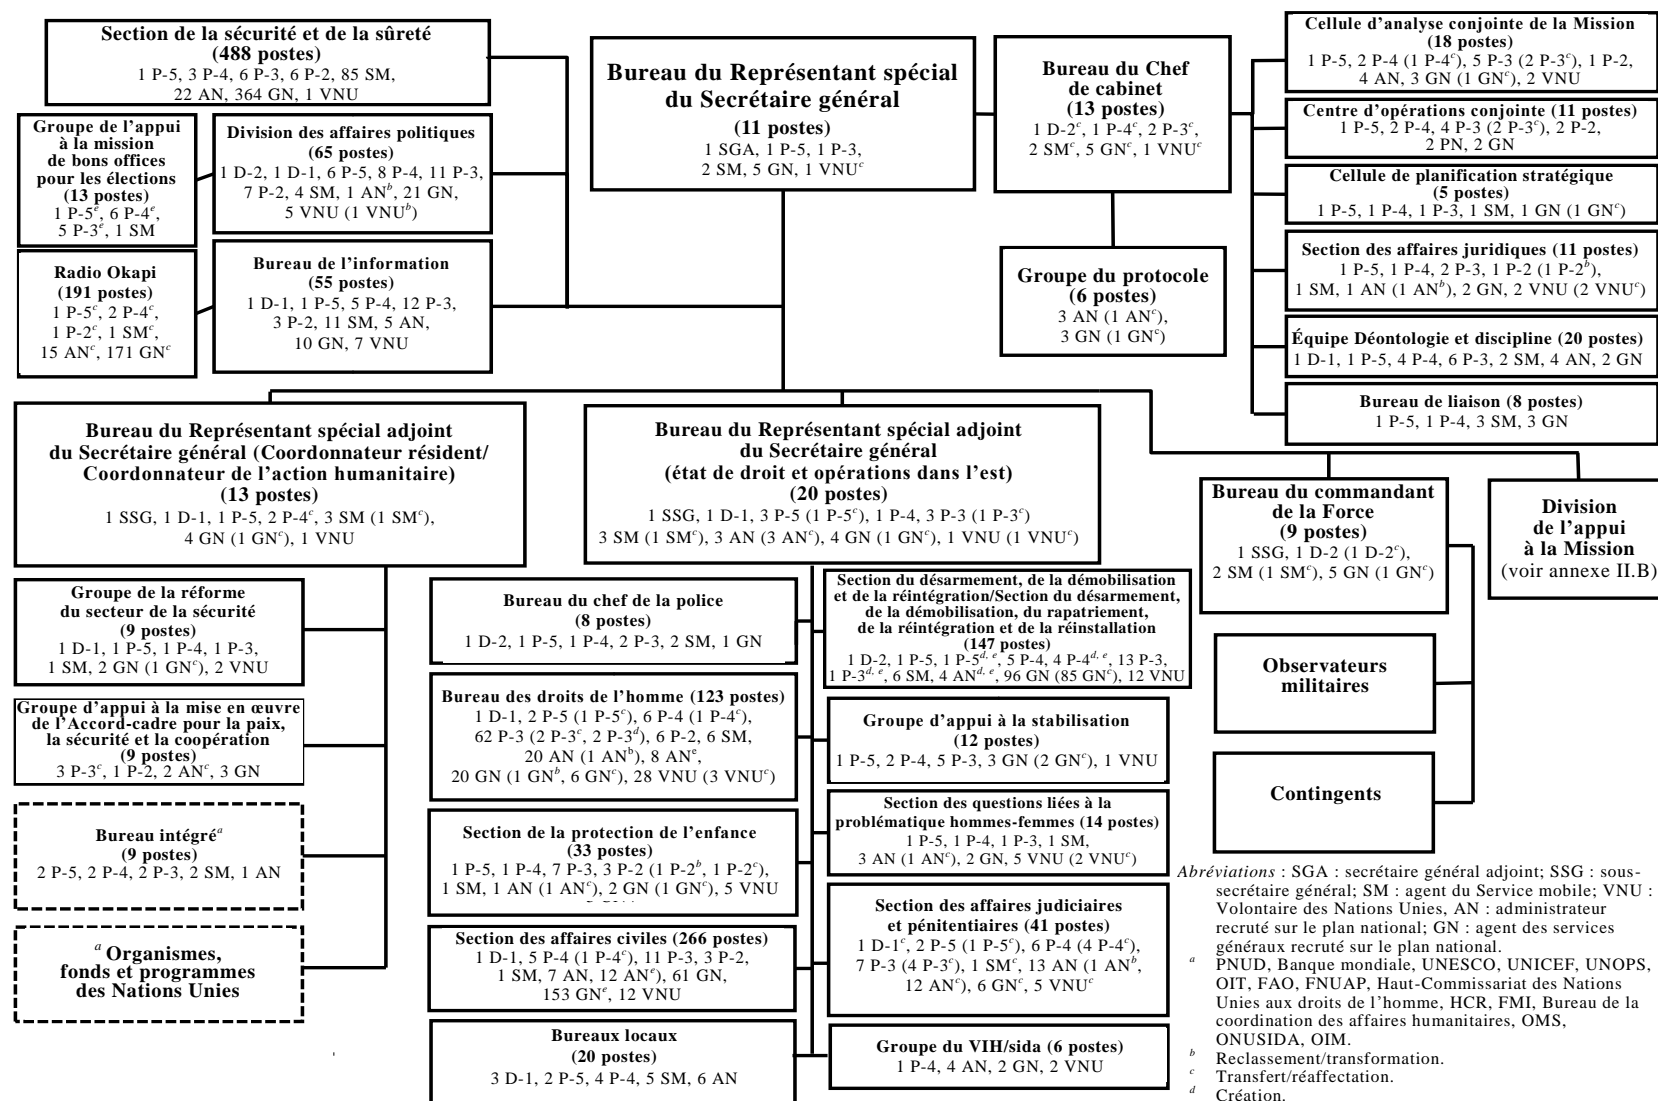 Section de la sécurité et de la sûreté
(488 postes)
1 P-5, 3 P-4, 6 P-3, 6 P-2, 85 SM,
22 AN, 364 GN, 1 VNU
Groupe de l'appui
à la mission
de bons offices
pour les élections
(13 postes)
1 P-5e, 6 P-4e,
5 P-3e, 1 SM
Division des affaires politiques
(65 postes)
1 D-2, 1 D-1, 6 P-5, 8 P-4, 11 P-3,
7 P-2, 4 SM, 1 ANb, 21 GN,
5 VNU (1 VNUb)
Radio Okapi
(191 postes)
1 P-5c, 2 P-4c,
1 P-2c, 1 SMc,
15 ANc, 171 GNc
Bureau de l'information
(55 postes)
1 D-1, 1 P-5, 5 P-4, 12 P-3,
3 P-2, 11 SM, 5 AN,
10 GN, 7 VNU
Bureau du Représentant spécial
du Secrétaire général
(11 postes)
1 SGA, 1 P-5, 1 P-3,
2 SM, 5 GN, 1 VNUc
Bureau du Chef
de cabinet
(13 postes)
1 D-2c, 1 P-4c, 2 P-3c,
2 SMc, 5 GNc, 1 VNUc
Groupe du protocole
(6 postes)
3 AN (1 ANc),
3 GN (1 GNc)
Cellule d'analyse conjointe de la Mission
(18 postes)
1 P-5, 2 P-4 (1 P-4c), 5 P-3 (2 P-3c), 1 P-2,
4 AN, 3 GN (1 GNc), 2 VNU
Centre d'opérations conjointe (11 postes)
1 P-5, 2 P-4, 4 P-3 (2 P-3c), 2 P-2,
2 PN, 2 GN
Cellule de planification stratégique
(5 postes)
1 P-5, 1 P-4, 1 P-3, 1 SM, 1 GN (1 GNc)
Section des affaires juridiques (11 postes)
1 P-5, 1 P-4, 2 P-3, 1 P-2 (1 P-2b),
1 SM, 1 AN (1 ANb), 2 GN, 2 VNU (2 VNUc)
Équipe Déontologie et discipline (20 postes)
1 D-1, 1 P-5, 4 P-4, 6 P-3, 2 SM, 4 AN, 2 GN
Bureau de liaison (8 postes)
1 P-5, 1 P-4, 3 SM, 3 GN
Bureau du Représentant spécial adjoint
du Secrétaire général (Coordonnateur résident/
Coordonnateur de l'action humanitaire)
(13 postes)
1 SSG, 1 D-1, 1 P-5, 2 P-4c, 3 SM (1 SMc),
4 GN (1 GNc), 1 VNU
Bureau du Représentant spécial adjoint
du Secrétaire général
(état de droit et opérations dans l'est)
(20 postes)
1 SSG, 1 D-1, 3 P-5 (1 P-5c), 1 P-4, 3 P-3 (1 P-3c)
3 SM (1 SMc), 3 AN (3 ANc), 4 GN (1 GNc), 1 VNU (1 VNUc)
Bureau du commandant
de la Force
(9 postes)
1 SSG, 1 D-2 (1 D-2c),
2 SM (1 SMc), 5 GN (1 GNc)
Division
de l'appui
à la Mission
(voir annexe II.B)
Groupe de la réforme
du secteur de la sécurité
(9 postes)
1 D-1, 1 P-5, 1 P-4, 1 P-3,
1 SM, 2 GN (1 GNc), 2 VNU
Groupe d'appui à la mise en œuvre
de l'Accord-cadre pour la paix,
la sécurité et la coopération
(9 postes)
3 P-3c, 1 P-2, 2 ANc, 3 GN
Bureau intégréa
(9 postes)
2 P-5, 2 P-4, 2 P-3, 2 SM, 1 AN
a Organismes,
fonds et programmes
des Nations Unies
Bureau du chef de la police
(8 postes)
1 D-2, 1 P-5, 1 P-4, 2 P-3, 2 SM, 1 GN
Bureau des droits de l'homme (123 postes)
1 D-1, 2 P-5 (1 P-5c), 6 P-4 (1 P-4c),
62 P-3 (2 P-3c, 2 P-3d), 6 P-2, 6 SM,
20 AN (1 ANb), 8 ANe,
20 GN (1 GNb, 6 GNc), 28 VNU (3 VNUc)
Section de la protection de l'enfance
(33 postes)
1 P-5, 1 P-4, 7 P-3, 3 P-2 (1 P-2b, 1 P-2c),
1 SM, 1 AN (1 ANc), 2 GN (1 GNc), 5 VNU
Section des affaires civiles (266 postes)
1 D-1, 5 P-4 (1 P-4c), 11 P-3, 3 P-2,
1 SM, 7 AN, 12 ANe), 61 GN,
153 GNe, 12 VNU
Bureaux locaux
(20 postes)
3 D-1, 2 P-5, 4 P-4, 5 SM, 6 AN
Section du désarmement, de la démobilisation
et de la réintégration/Section du désarmement,
de la démobilisation, du rapatriement,
de la réintégration et de la réinstallation
(147 postes)
1 D-2, 1 P-5, 1 P-5d, e, 5 P-4, 4 P-4d, e, 13 P-3,
1 P-3d, e, 6 SM, 4 ANd, e, 96 GN (85 GNc), 12 VNU
Groupe d'appui à la stabilisation
(12 postes)
1 P-5, 2 P-4, 5 P-3, 3 GN (2 GNc), 1 VNU
Section des questions liées à la
problématique hommes-femmes (14 postes)
1 P-5, 1 P-4, 1 P-3, 1 SM,
3 AN (1 ANc), 2 GN, 5 VNU (2 VNUc)
Section des affaires judiciaires
et pénitentiaires (41 postes)
1 D-1c, 2 P-5 (1 P-5c), 6 P-4 (4 P-4c),
7 P-3 (4 P-3c), 1 SMc, 13 AN (1 ANb,
12 ANc), 6 GNc, 5 VNUc
Groupe du VIH/sida (6 postes)
1 P-4, 4 AN, 2 GN, 2 VNU
Observateurs
militaires
Contingents
Abréviations : SGA : secrétaire général adjoint; SSG : sous-
secrétaire général; SM : agent du Service mobile; VNU :
Volontaire des Nations Unies, AN : administrateur
recruté sur le plan national; GN : agent des services
généraux recruté sur le plan national.
a PNUD, Banque mondiale, UNESCO, UNICEF, UNOPS,
OIT, FAO, FNUAP, Haut-Commissariat des Nations
Unies aux droits de l'homme, HCR, FMI, Bureau de la
coordination des affaires humanitaires, OMS,
ONUSIDA, OIM.
b Reclassement/transformation.
c Transfert/réaffectation.
d Création.